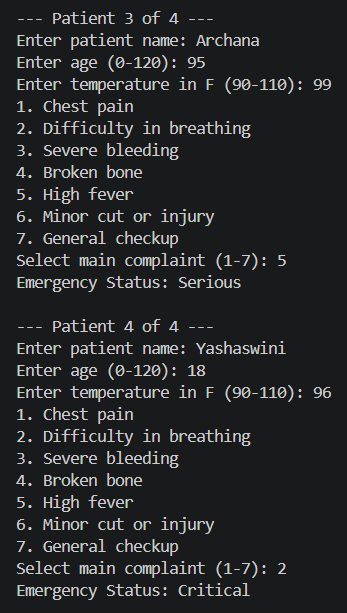 --- Patient 3 of 4 ---
Enter patient name: Archana
Enter age (0-120): 95
Enter temperature in F (90-110): 99
1. Chest pain
2. Difficulty in breathing
3. Severe bleeding
4. Broken bone
5. High fever
6. Minor cut or injury
7. General checkup
Select main complaint (1-7): 5
Emergency Status: Serious

--- Patient 4 of 4 ---
Enter patient name: Yashaswini
Enter age (0-120): 18
Enter temperature in F (90-110): 96
1. Chest pain
2. Difficulty in breathing
3. Severe bleeding
4. Broken bone
5. High fever
6. Minor cut or injury
7. General checkup
Select main complaint (1-7): 2
Emergency Status: Critical